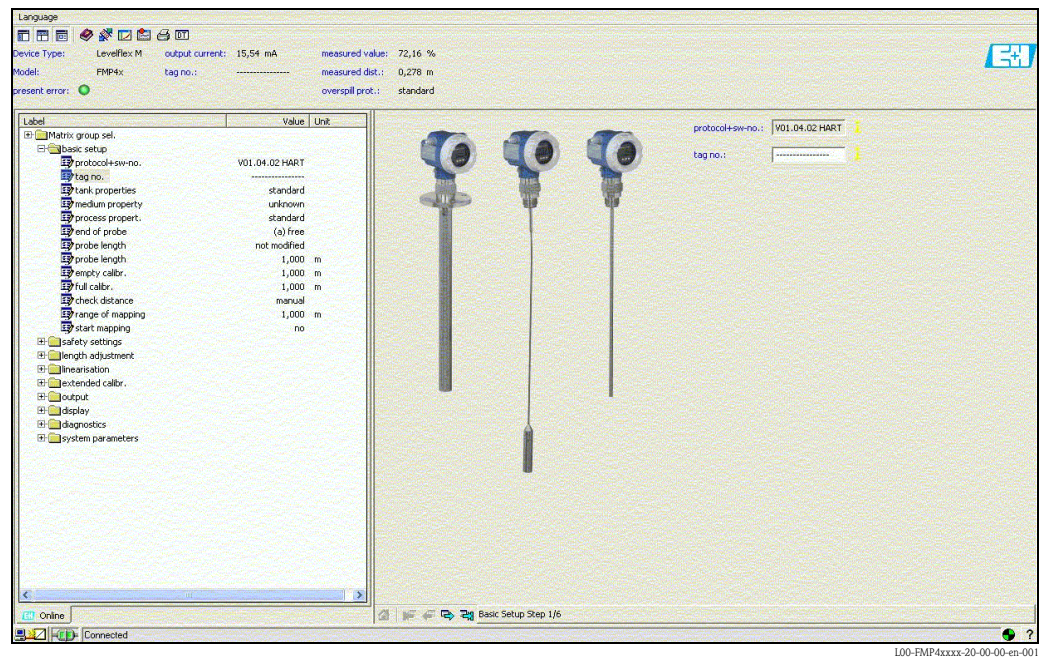 Language
DT
Device Type: Levelflex M output current: 15,54 mA measured value: 72,16 %
Model: FMP4x tag no.: ---------------- measured dist.: 0,278 m
present error: overspill prot.: standard
E+H
Label Value Unit
Matrix group sel.
basic setup
protocol+sw-no. V01.04.02 HART
tag no. ----------------
tank properties standard
medium property unknown
process propert. standard
end of probe (a) free
probe length not modified
probe length 1,000 m
empty calibr. 1,000 m
full calibr. 1,000 m
check distance manual
range of mapping 1,000 m
start mapping no
safety settings
length adjustment
linearisation
extended calibr.
output
display
diagnostics
system parameters
protocol+sw-no.: V01.04.02 HART
tag no.: ----------------
Online
Basic Setup Step 1/6
Connected
?
L00-FMP4xxxx-20-00-00-en-001